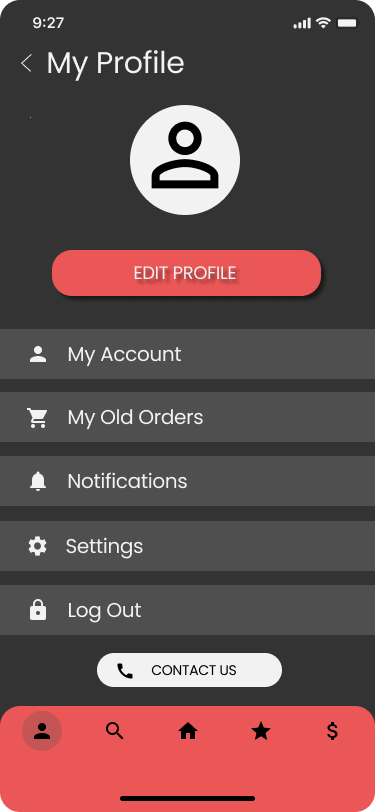 9:27
My Profile
EDIT PROFILE
My Account
My Old Orders
Notifications
Settings
Log Out
CONTACT US
$